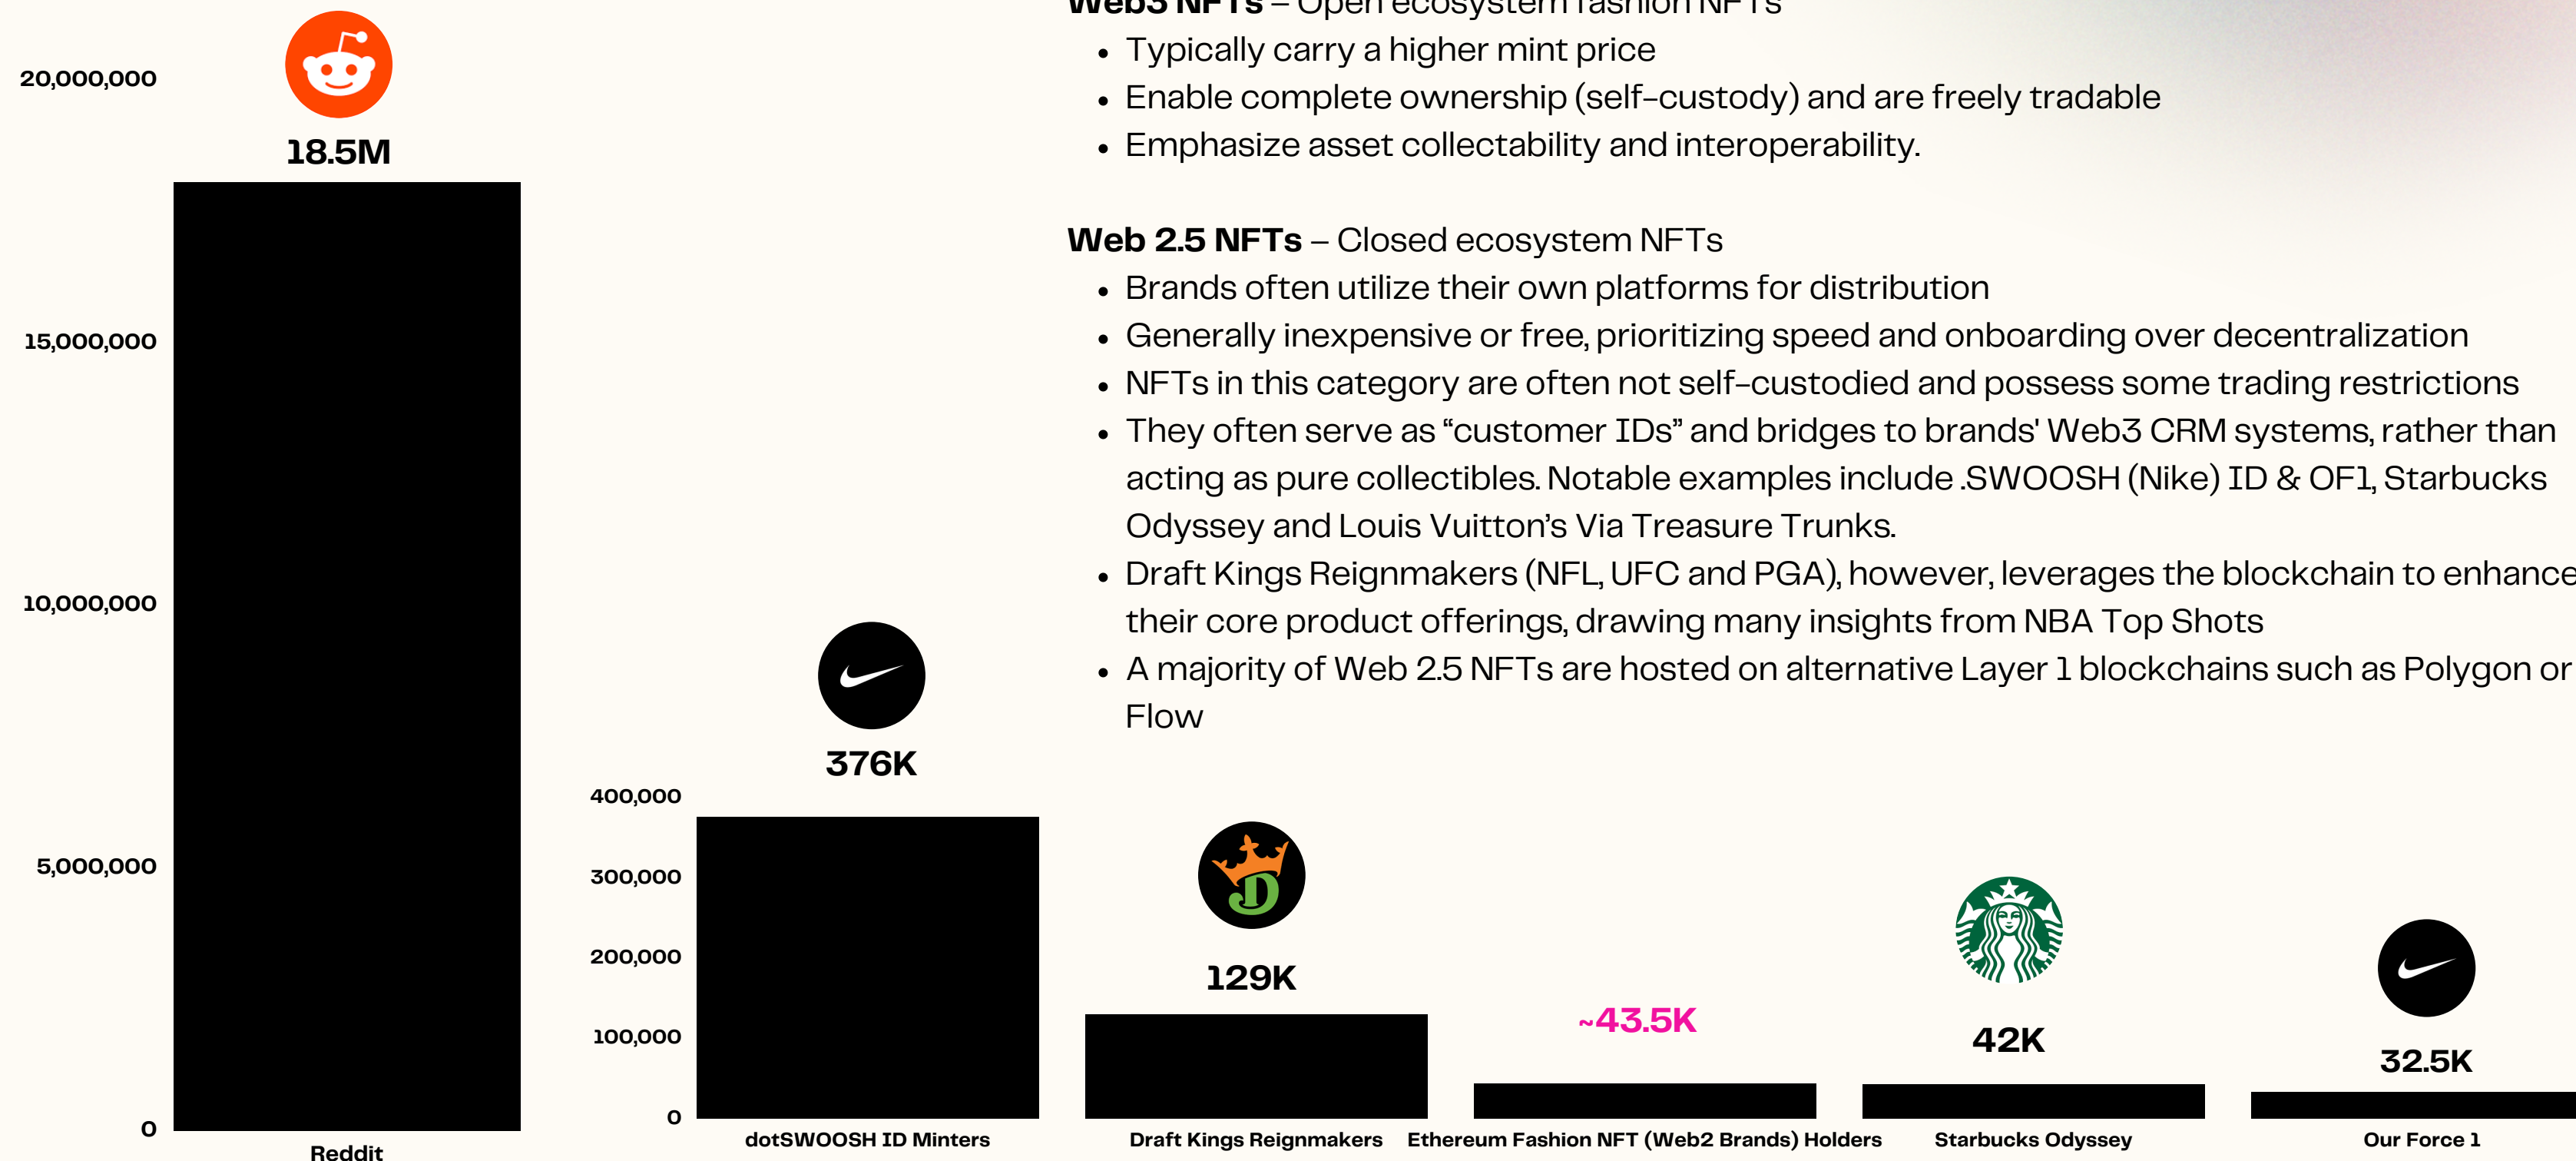 Web3 NFTs – Open ecosystem fashion NFTs
• Typically carry a higher mint price
• Enable complete ownership (self-custody) and are freely tradable
• Emphasize asset collectability and interoperability.
Web 2.5 NFTs – Closed ecosystem NFTs
• Brands often utilize their own platforms for distribution
• Generally inexpensive or free, prioritizing speed and onboarding over decentralization
• NFTs in this category are often not self-custodied and possess some trading restrictions
• They often serve as “customer IDs” and bridges to brands' Web3 CRM systems, rather than
acting as pure collectibles. Notable examples include .SWOOSH (Nike) ID & OF1, Starbucks
Odyssey and Louis Vuitton’s Via Treasure Trunks.
• Draft Kings Reignmakers (NFL, UFC and PGA), however, leverages the blockchain to enhance
their core product offerings, drawing many insights from NBA Top Shots
• A majority of Web 2.5 NFTs are hosted on alternative Layer 1 blockchains such as Polygon or
Flow
20,000,000
15,000,000
10,000,000
5,000,000
0
18.5M
Reddit
400,000
300,000
200,000
100,000
0
376K
dotSWOOSH ID Minters
129K
Draft Kings Reignmakers
~43.5K
Ethereum Fashion NFT (Web2 Brands) Holders
42K
Starbucks Odyssey
32.5K
Our Force 1